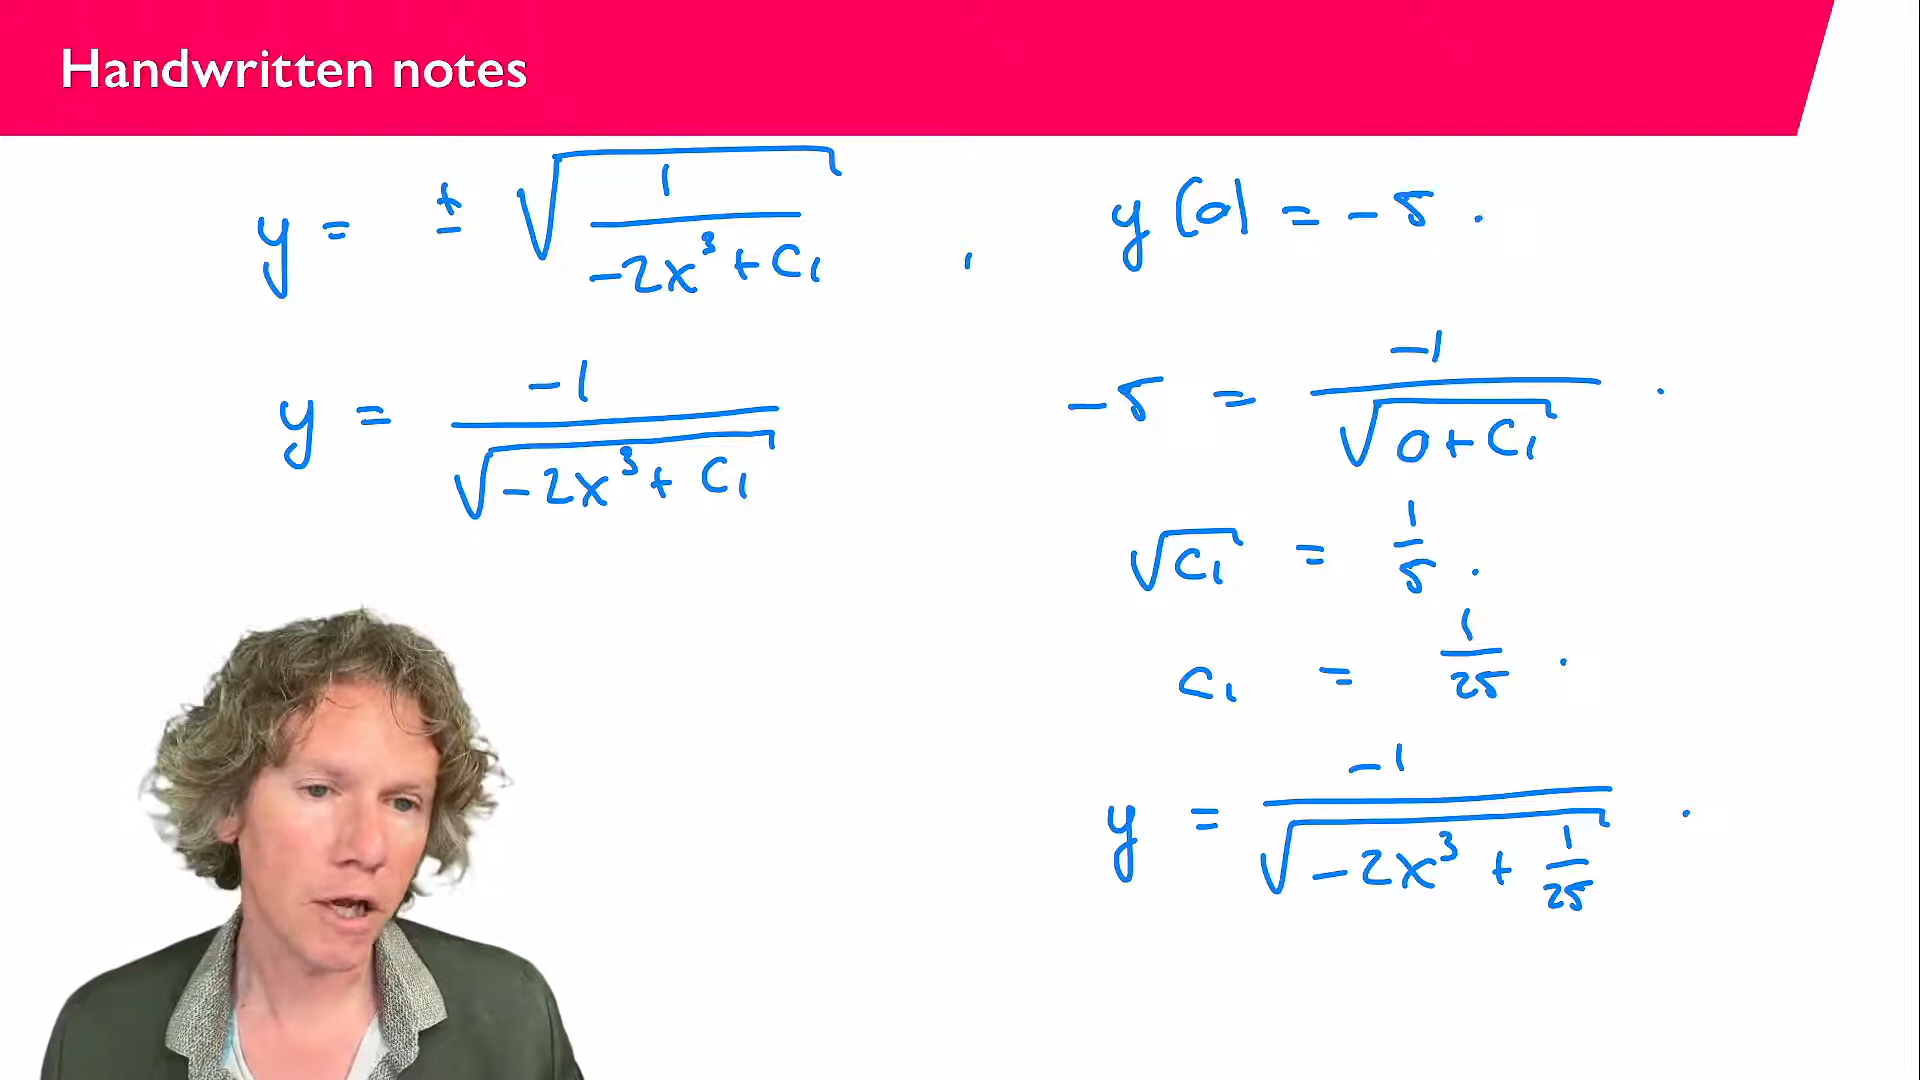 Handwritten notes
y = ± √(1/(-2x³+C₁)) , y(0) = -5 .
y = -1/√(-2x³+C₁)
-5 = -1/√(0+C₁) .
√C₁ = 1/5 .
C₁ = 1/25 .
y = -1/√(-2x³ + 1/25) .